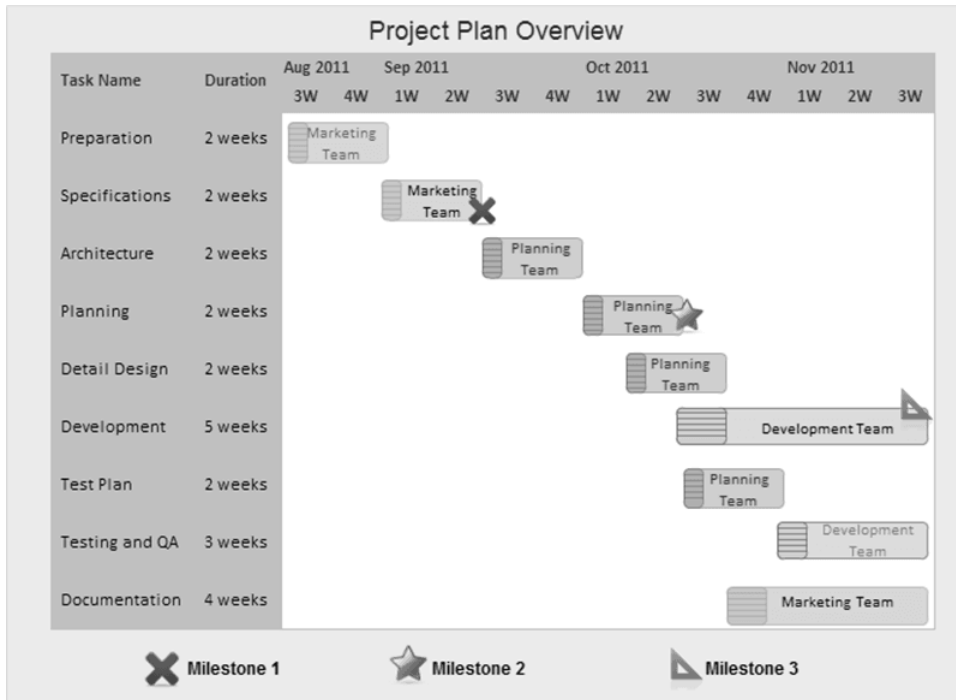 Project Plan Overview
Task Name Duration Aug 2011 Sep 2011 Oct 2011 Nov 2011
3W 4W 1W 2W 3W 4W 1W 2W 3W 4W 1W 2W 3W
Preparation 2 weeks Marketing
Team
Specifications 2 weeks Marketing
Team
Architecture 2 weeks Planning
Team
Planning 2 weeks Planning
Team
Detail Design 2 weeks Planning
Team
Development 5 weeks Development Team
Test Plan 2 weeks Planning
Team
Testing and QA 3 weeks Development
Team
Documentation 4 weeks Marketing Team
Milestone 1 Milestone 2 Milestone 3